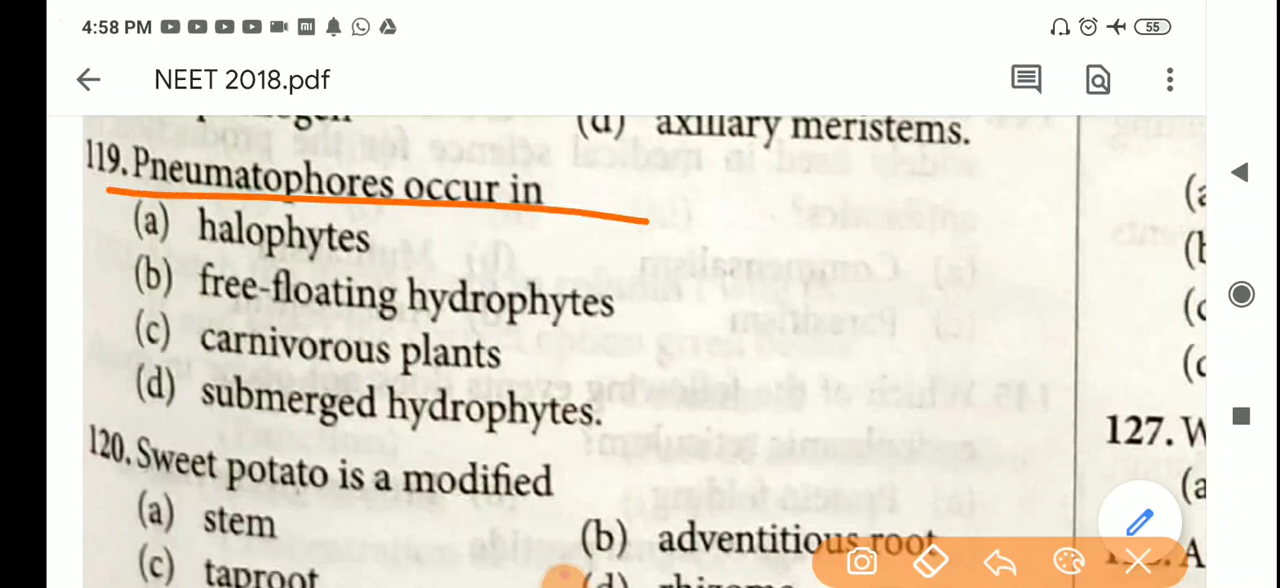 4:58 PM
55
NEET 2018.pdf
(d) axillary meristems.
119. Pneumatophores occur in
(a) halophytes
(b) free-floating hydrophytes
(c) carnivorous plants
(d) submerged hydrophytes.
120. Sweet potato is a modified
(a) stem
(b) adventitious root
(c) taproot
127. W
(a